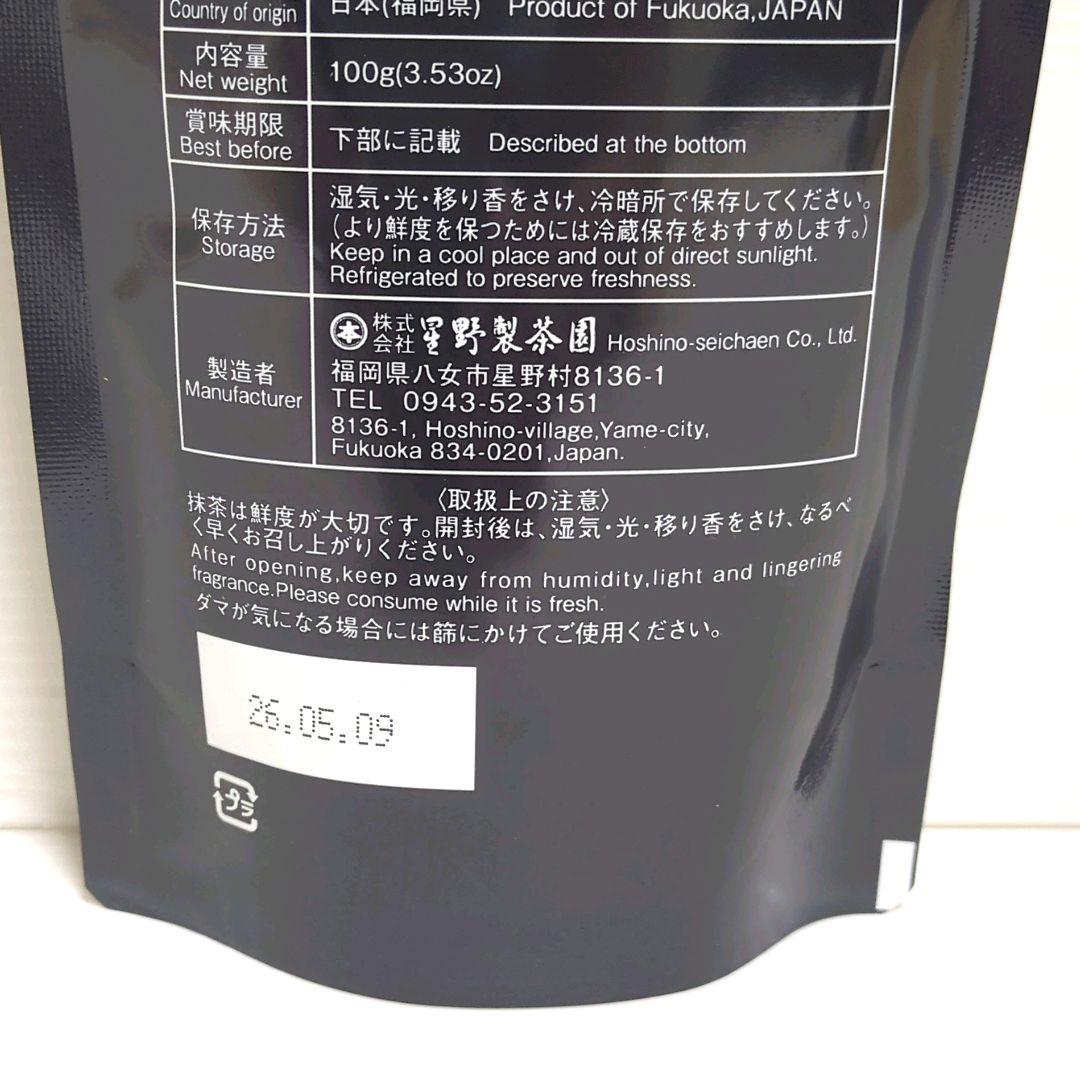 Country of origin
日本(福岡県) Product of Fukuoka,JAPAN
内容量
Net weight
100g(3.53oz)
賞味期限
Best before
下部に記載 Described at the bottom
保存方法
Storage
湿気・光・移り香をさけ、冷暗所で保存してください。
(より鮮度を保つためには冷蔵保存をおすすめします。)
Keep in a cool place and out of direct sunlight.
Refrigerated to preserve freshness.
製造者
Manufacturer
本 株式会社 星野製茶園 Hoshino-seichaen Co., Ltd.
福岡県八女市星野村8136-1
TEL 0943-52-3151
8136-1, Hoshino-village,Yame-city,
Fukuoka 834-0201,Japan.
〈取扱上の注意〉
抹茶は鮮度が大切です。開封後は、湿気・光・移り香をさけ、なるべ
く早くお召し上がりください。
After opening,keep away from humidity,light and lingering
fragrance.Please consume while it is fresh.
ダマが気になる場合には篩にかけてご使用ください。
26.05.09
プラ